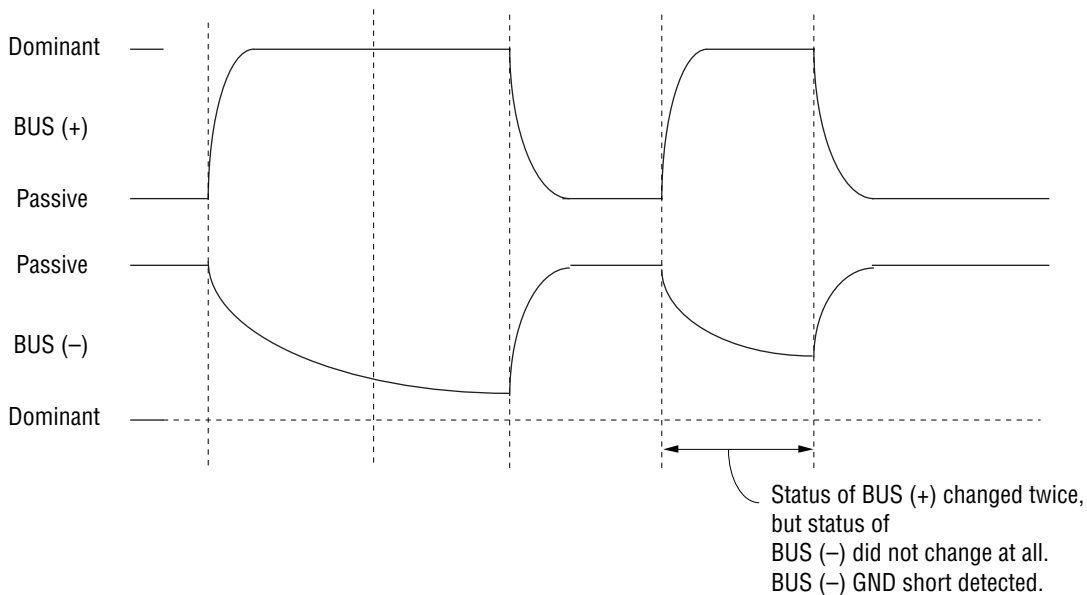 Dominant
BUS (+)
Passive
Passive
BUS (–)
Dominant
Status of BUS (+) changed twice,
but status of
BUS (–) did not change at all.
BUS (–) GND short detected.